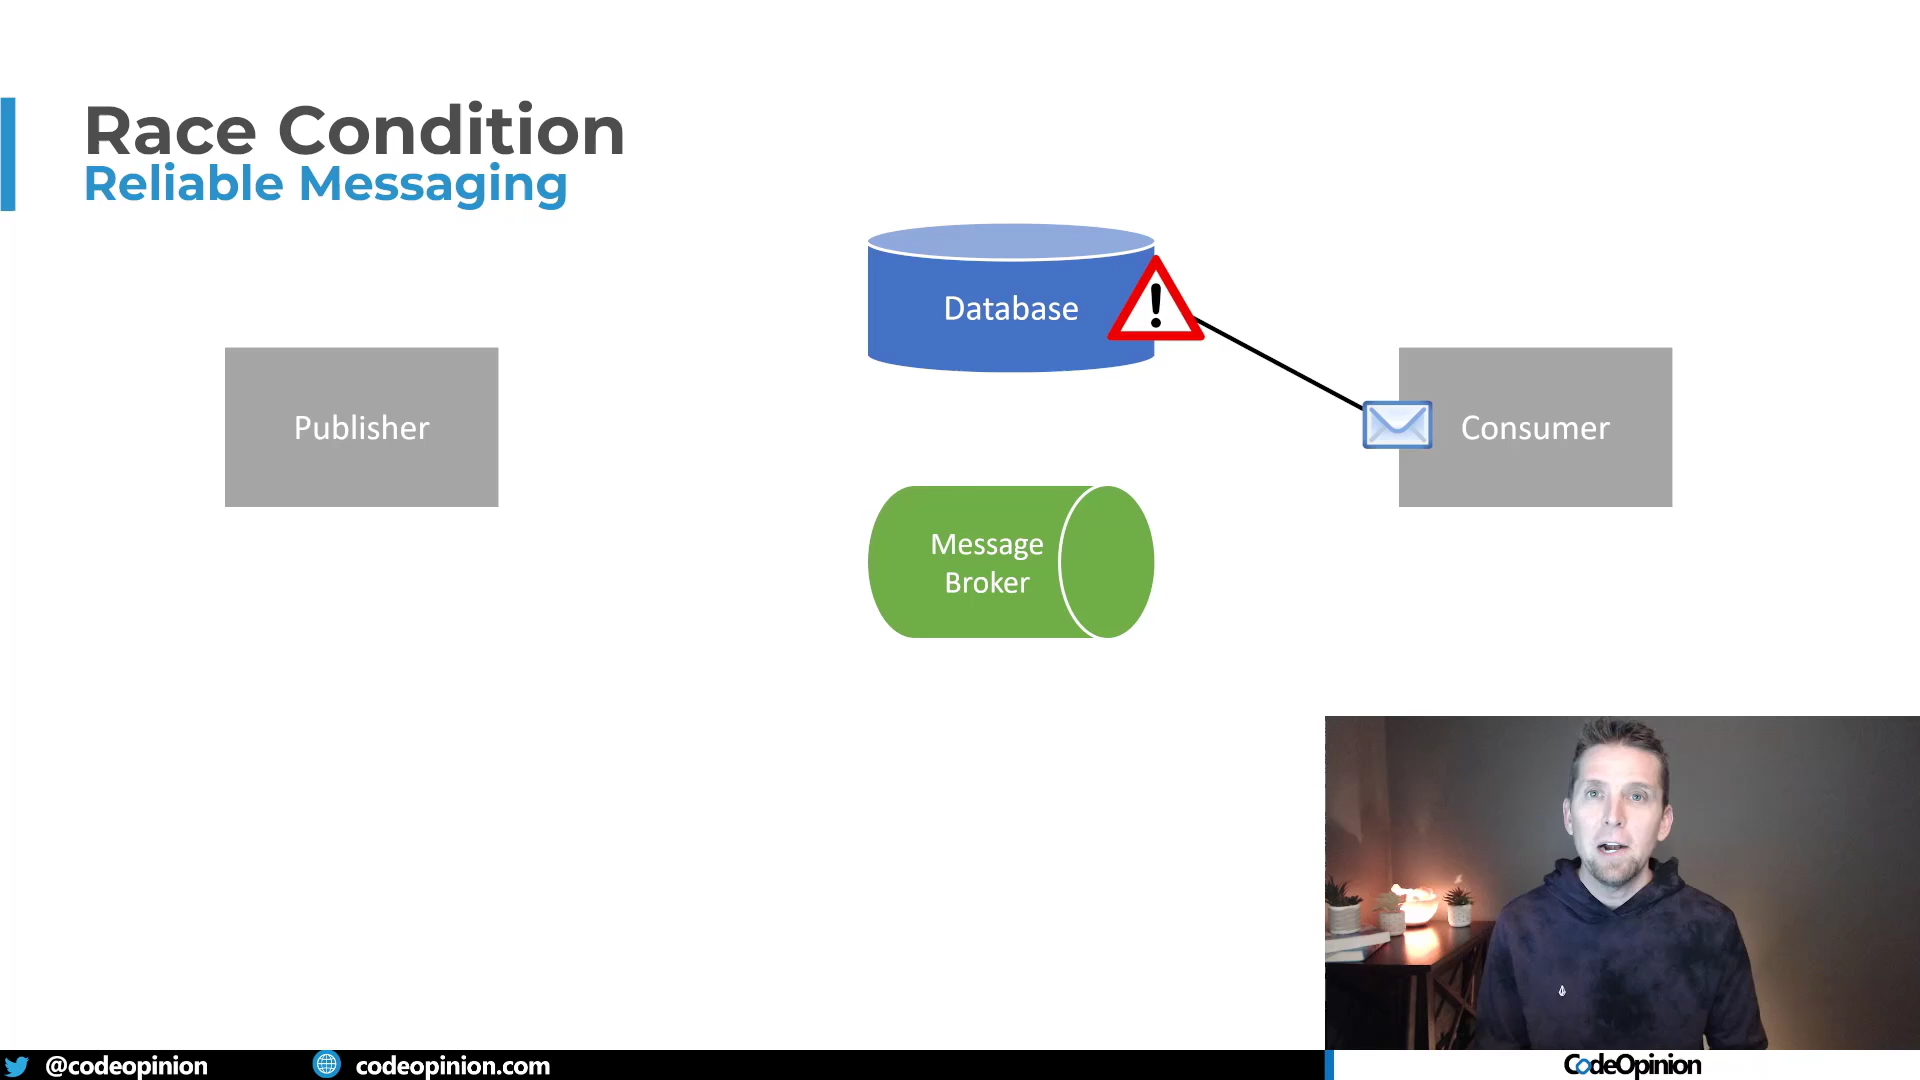 Race Condition
Reliable Messaging
Database
Publisher
Consumer
Message
Broker
@codeopinion
codeopinion.com
CodeOpinion